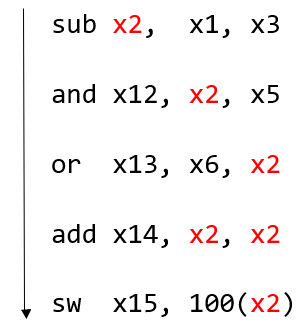 sub x2, x1, x3
and x12, x2, x5
or x13, x6, x2
add x14, x2, x2
sw x15, 100(x2)